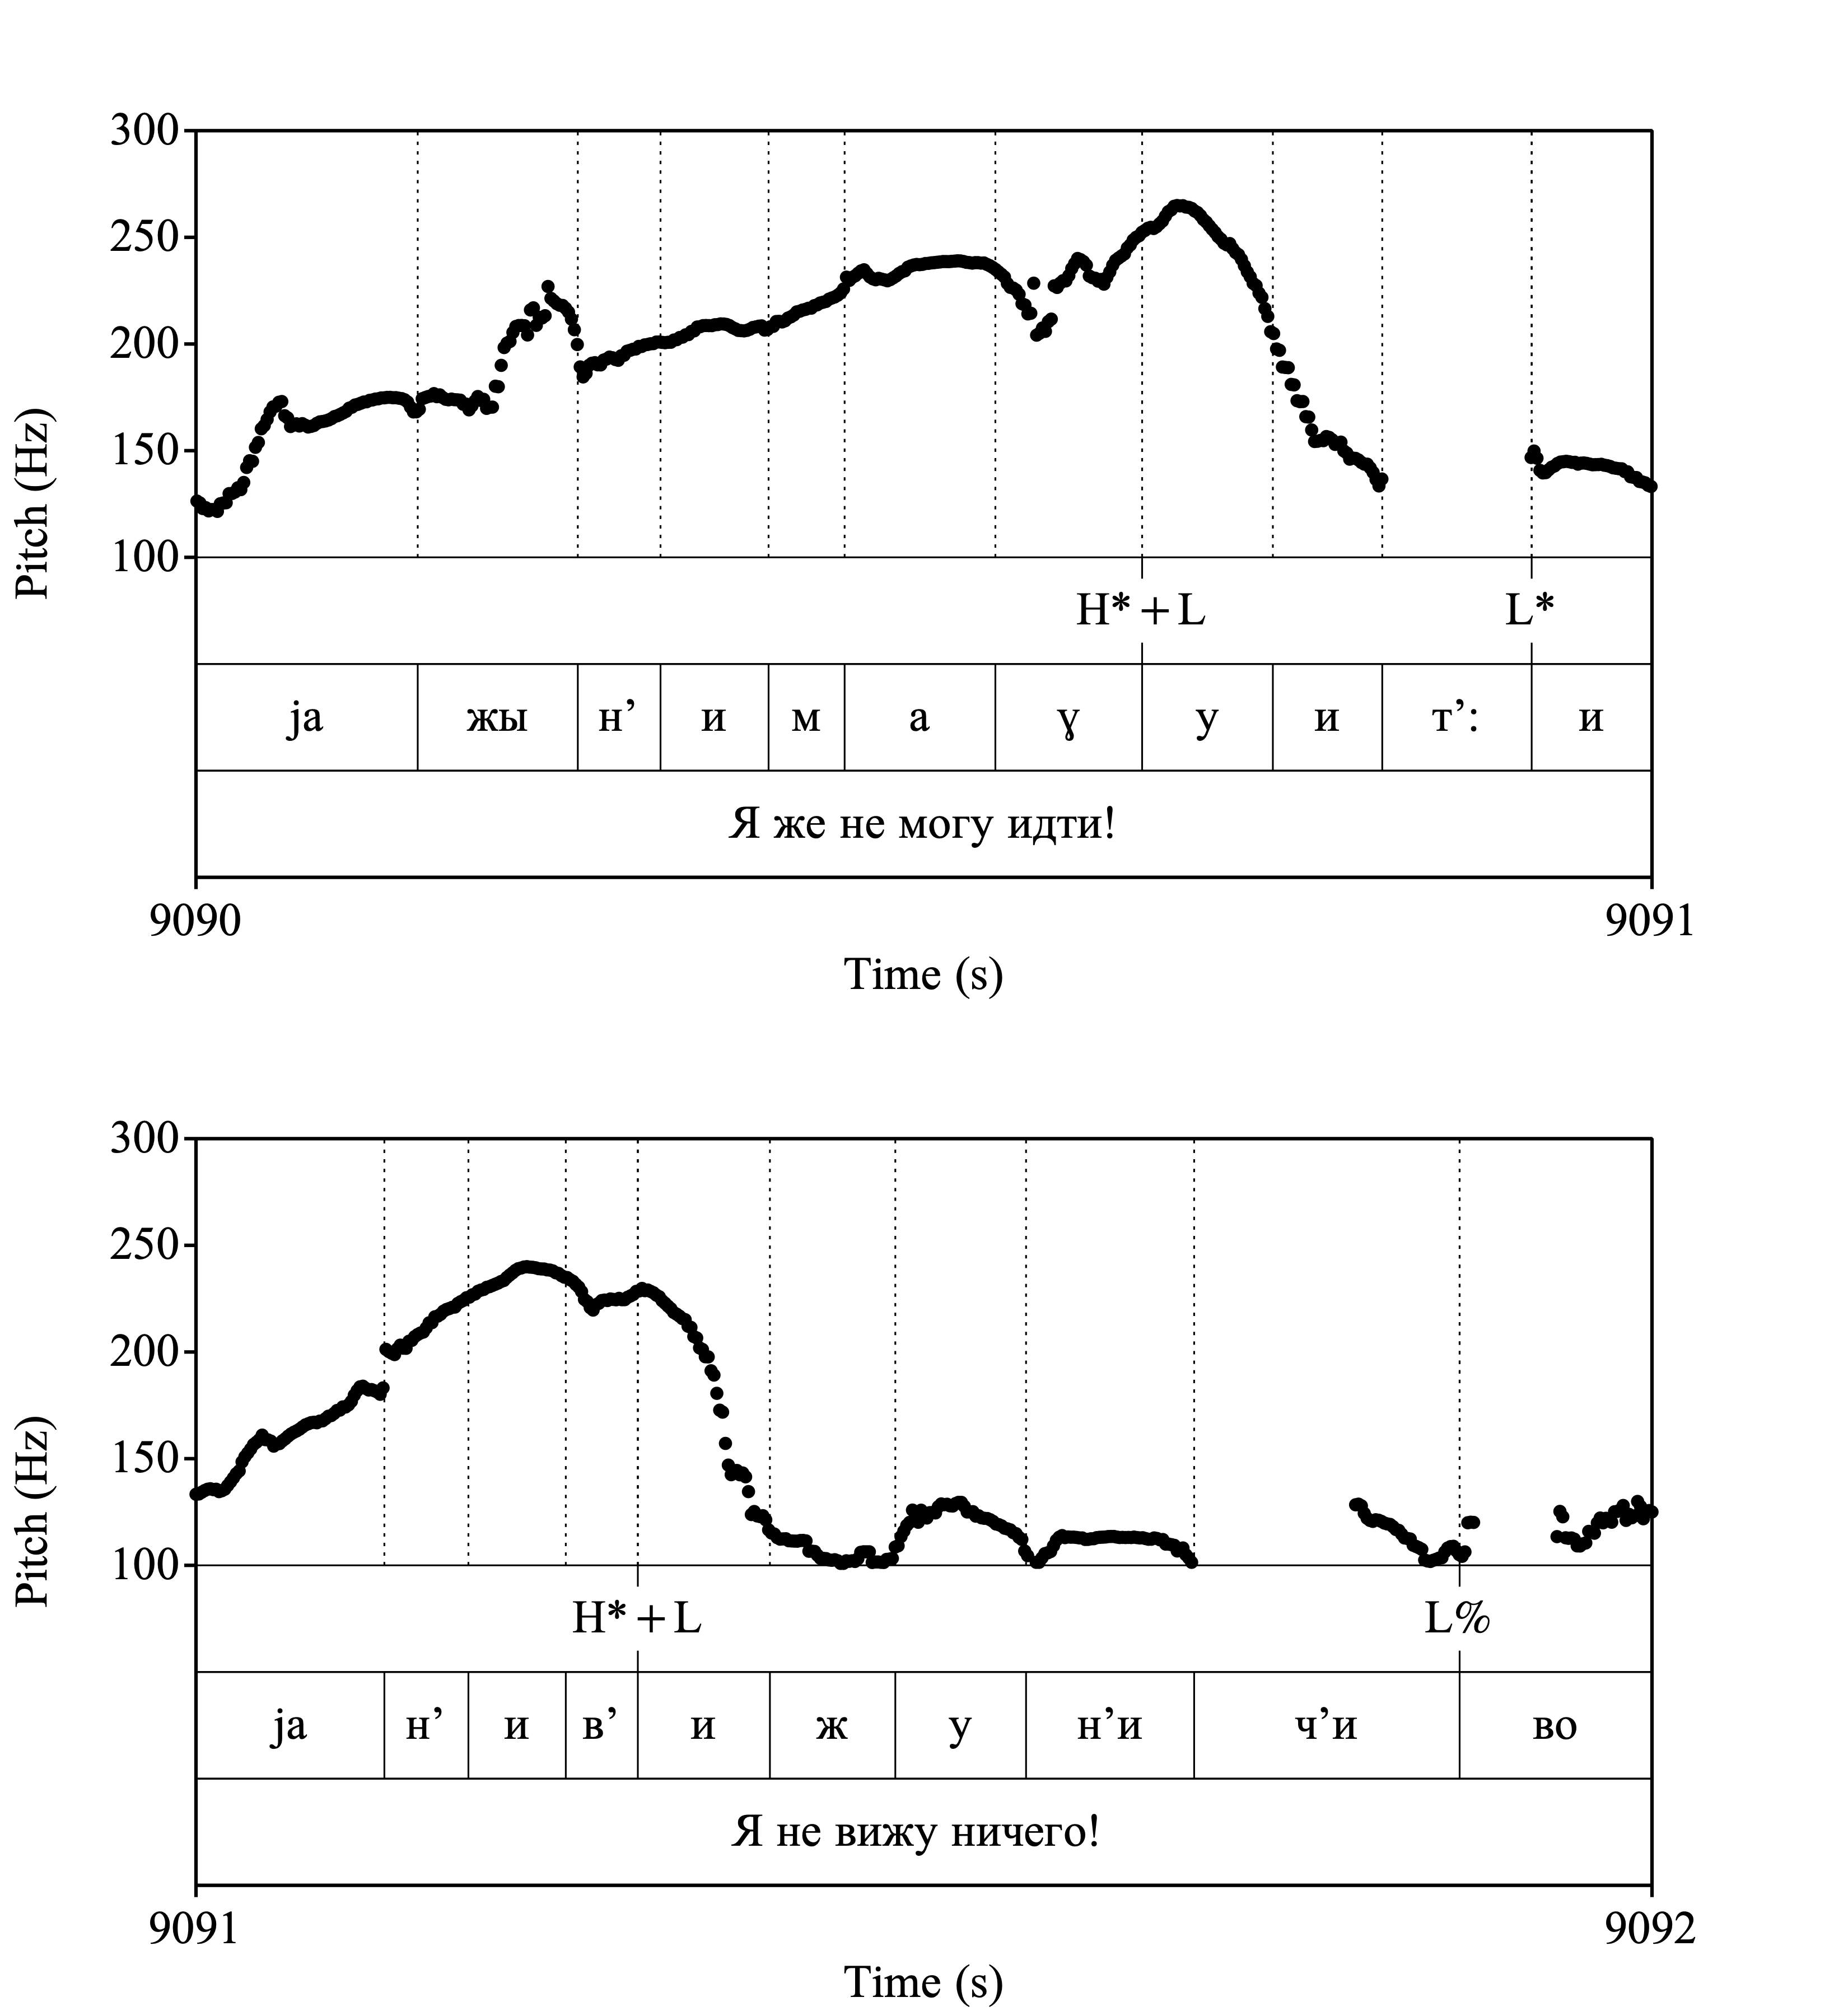 300
250
200
150
100
Pitch (Hz)
H* + L L*
ja жы н’ и м а ɣ у и т’: и
Я же не могу идти!
9090 9091
Time (s)
300
250
200
150
100
Pitch (Hz)
H* + L L%
ja н’ и в’ и ж у н’и ч’и во
Я не вижу ничего!
9091 9092
Time (s)